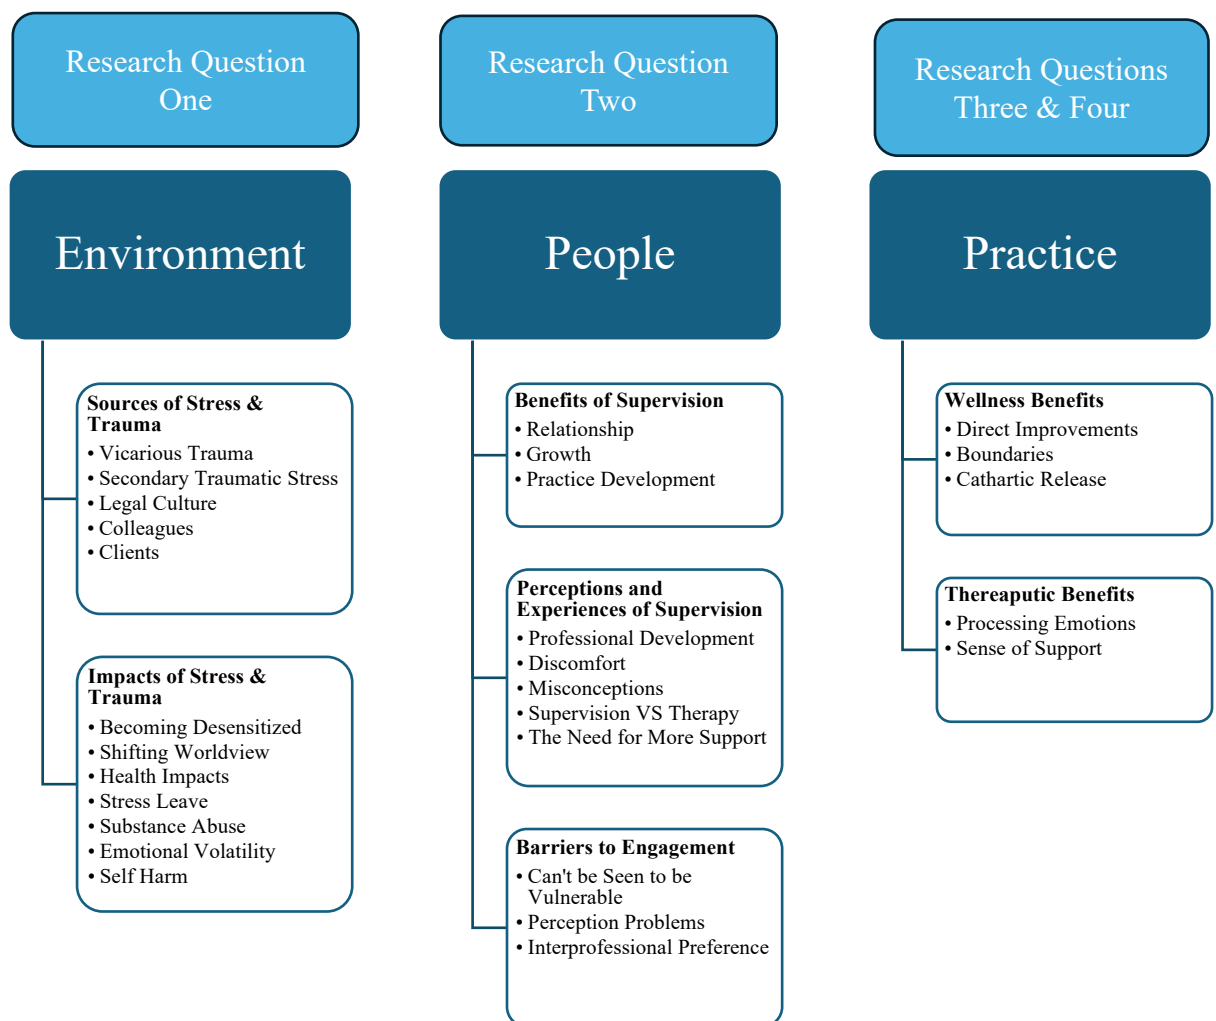 Research Question
One
Environment
Sources of Stress &
Trauma
• Vicarious Trauma
• Secondary Traumatic Stress
• Legal Culture
• Colleagues
• Clients
Impacts of Stress &
Trauma
• Becoming Desensitized
• Shifting Worldview
• Health Impacts
• Stress Leave
• Substance Abuse
• Emotional Volatility
• Self Harm
Research Question
Two
People
Benefits of Supervision
• Relationship
• Growth
• Practice Development
Perceptions and
Experiences of Supervision
• Professional Development
• Discomfort
• Misconceptions
• Supervision VS Therapy
• The Need for More Support
Barriers to Engagement
• Can't be Seen to be
Vulnerable
• Perception Problems
• Interprofessional Preference
Research Questions
Three & Four
Practice
Wellness Benefits
• Direct Improvements
• Boundaries
• Cathartic Release
Thereaputic Benefits
• Processing Emotions
• Sense of Support